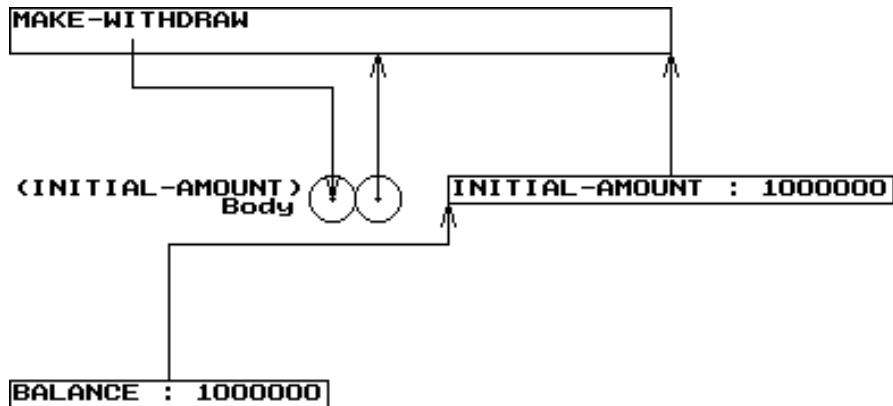 MAKE-WITHDRAW
(INITIAL-AMOUNT)
Body
INITIAL-AMOUNT : 1000000
BALANCE : 1000000